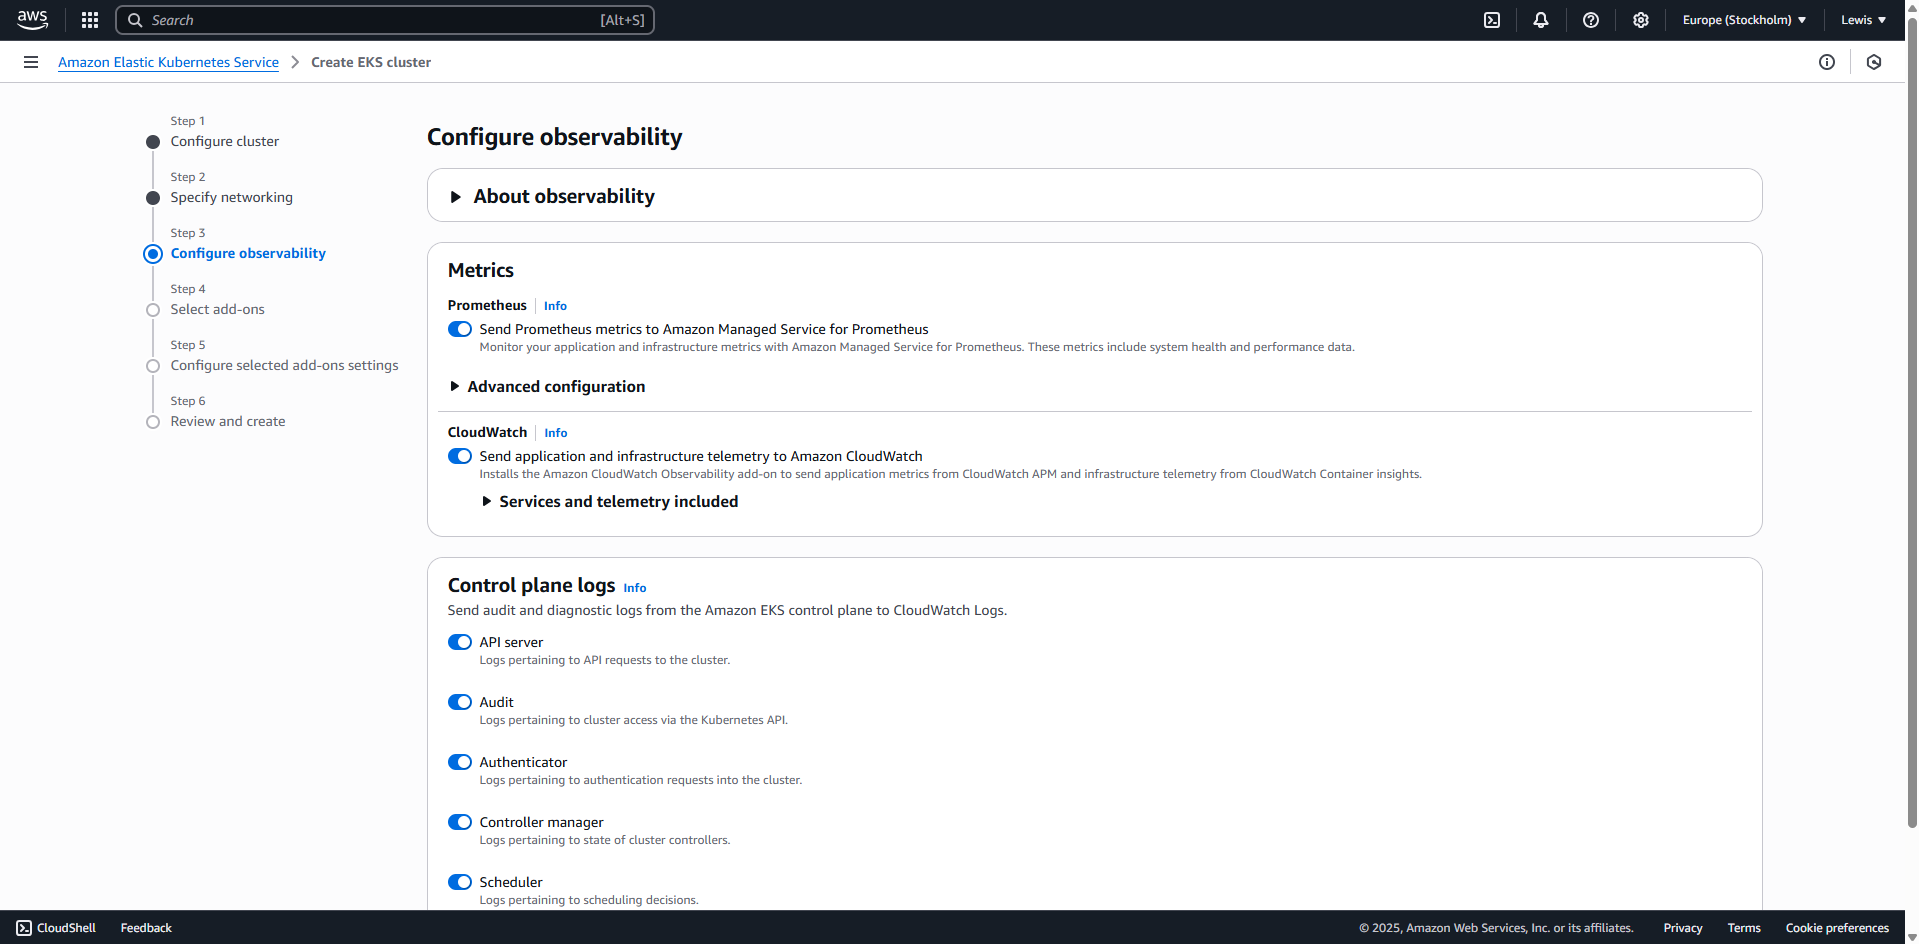 aws
Search [Alt+S]
Europe (Stockholm)
Lewis
Amazon Elastic Kubernetes Service
Create EKS cluster
Step 1
Configure cluster
Step 2
Specify networking
Step 3
Configure observability
Step 4
Select add-ons
Step 5
Configure selected add-ons settings
Step 6
Review and create
Configure observability
About observability
Metrics
Prometheus Info
Send Prometheus metrics to Amazon Managed Service for Prometheus
Monitor your application and infrastructure metrics with Amazon Managed Service for Prometheus. These metrics include system health and performance data.
Advanced configuration
CloudWatch Info
Send application and infrastructure telemetry to Amazon CloudWatch
Installs the Amazon CloudWatch Observability add-on to send application metrics from CloudWatch APM and infrastructure telemetry from CloudWatch Container insights.
Services and telemetry included
Control plane logs Info
Send audit and diagnostic logs from the Amazon EKS control plane to CloudWatch Logs.
API server
Logs pertaining to API requests to the cluster.
Audit
Logs pertaining to cluster access via the Kubernetes API.
Authenticator
Logs pertaining to authentication requests into the cluster.
Controller manager
Logs pertaining to state of cluster controllers.
Scheduler
Logs pertaining to scheduling decisions.
CloudShell
Feedback
© 2025, Amazon Web Services, Inc. or its affiliates.
Privacy
Terms
Cookie preferences